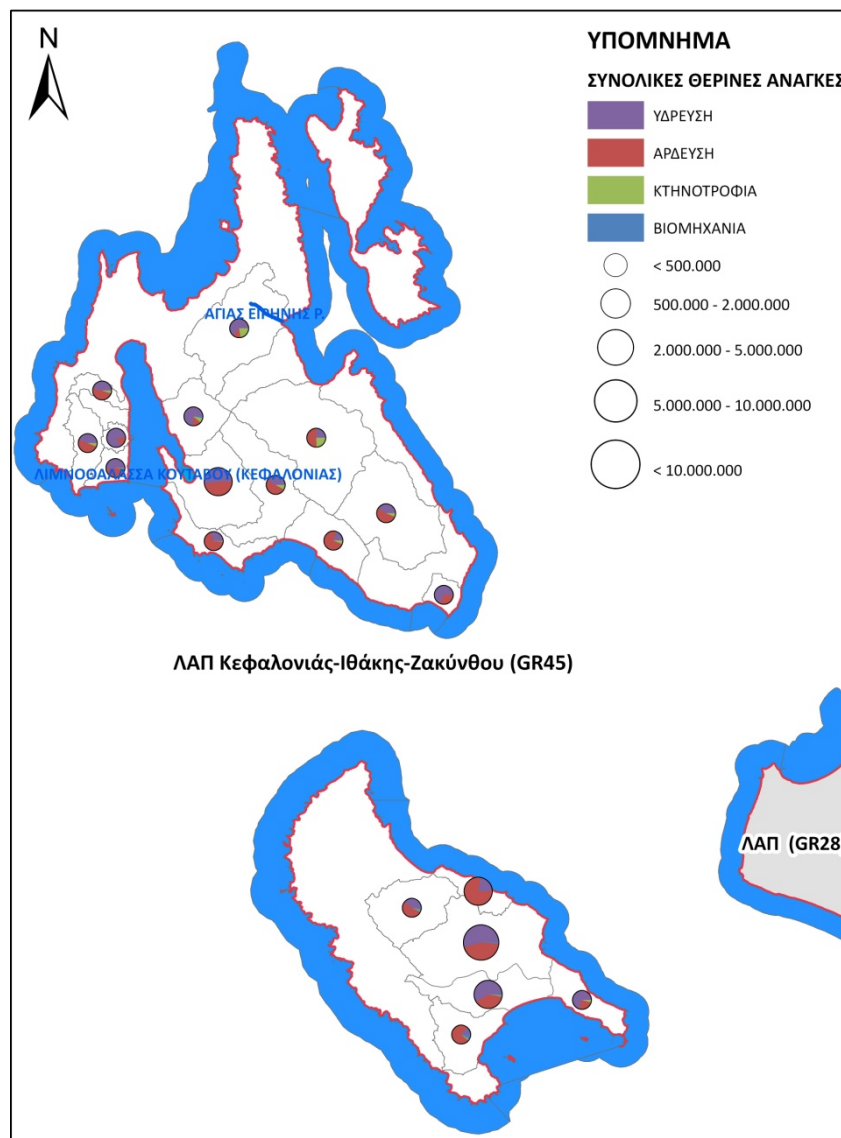 N
ΥΠΟΜΝΗΜΑ
ΣΥΝΟΛΙΚΕΣ ΘΕΡΙΝΕΣ ΑΝΑΓΚΕΣ
ΥΔΡΕΥΣΗ
ΑΡΔΕΥΣΗ
ΚΤΗΝΟΤΡΟΦΙΑ
ΒΙΟΜΗΧΑΝΙΑ
< 500.000
500.000 - 2.000.000
2.000.000 - 5.000.000
5.000.000 - 10.000.000
< 10.000.000
ΑΓΙΑΣ ΕΙΡΗΝΗΣ Ρ.
ΛΙΜΝΟΘΑΛΑΣΣΑ ΚΟΥΤΑΒΟΥ (ΚΕΦΑΛΟΝΙΑΣ)
ΛΑΠ Κεφαλονιάς-Ιθάκης-Ζακύνθου (GR45)
ΛΑΠ (GR28